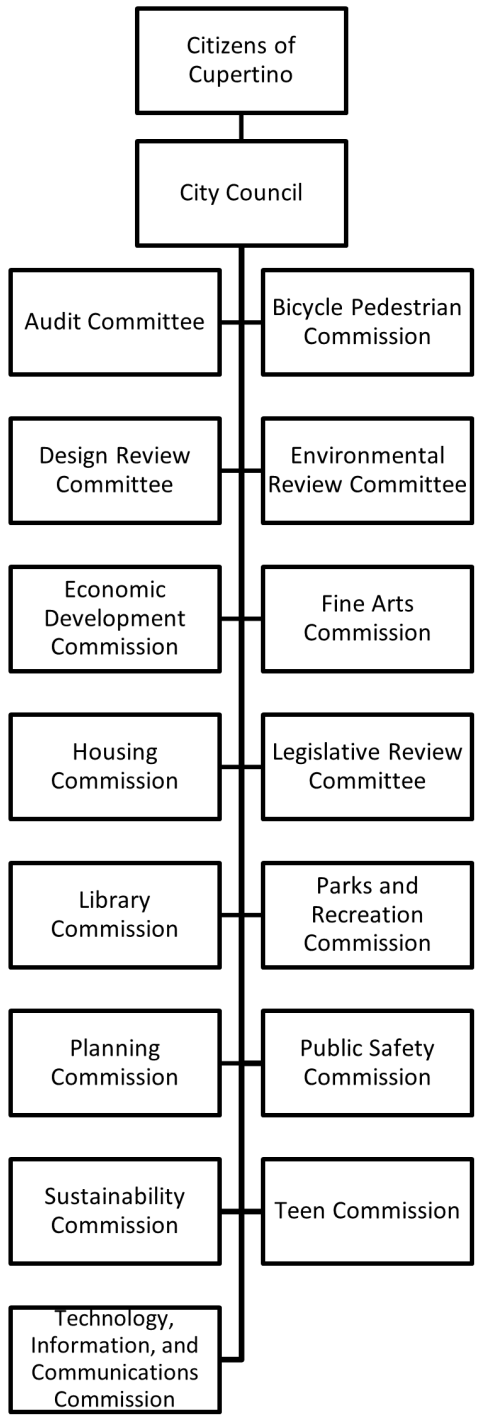 Citizens of
Cupertino
City Council
Audit Committee
Bicycle Pedestrian
Commission
Design Review
Committee
Environmental
Review Committee
Economic
Development
Commission
Fine Arts
Commission
Housing
Commission
Legislative Review
Committee
Library
Commission
Parks and
Recreation
Commission
Planning
Commission
Public Safety
Commission
Sustainability
Commission
Teen Commission
Technology,
Information, and
Communications
Commission